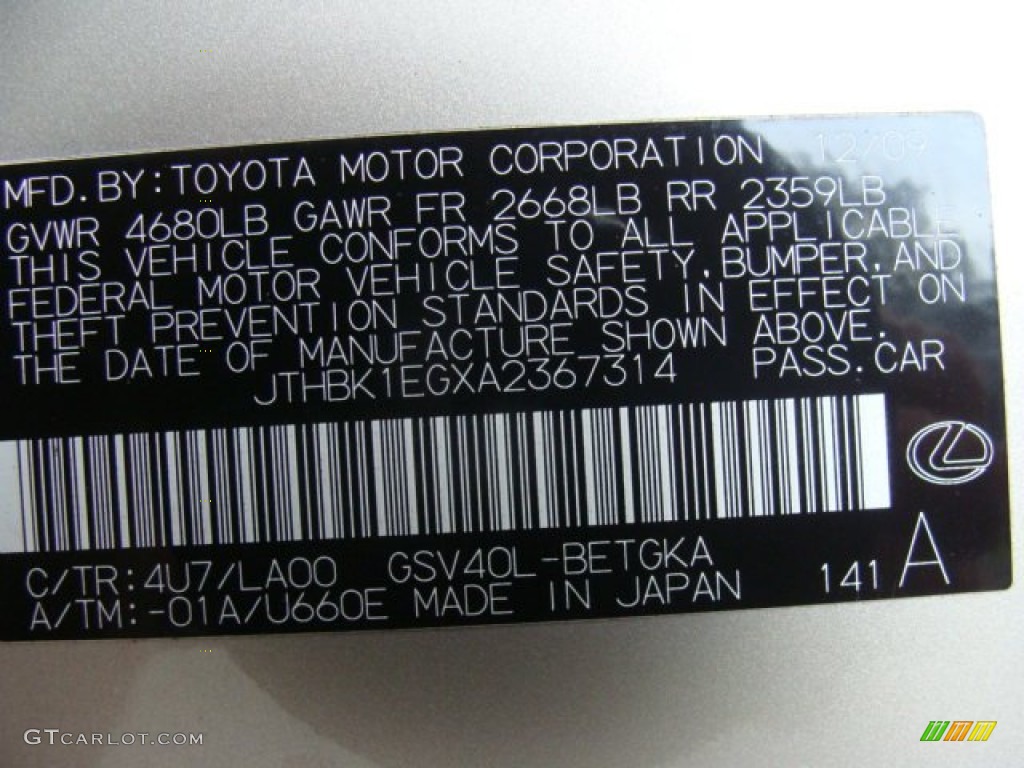 MFD. BY: TOYOTA MOTOR CORPORATION 12/09
GVWR 4680LB GAWR FR 2668LB RR 2359LB
THIS VEHICLE CONFORMS TO ALL APPLICABLE
FEDERAL MOTOR VEHICLE SAFETY, BUMPER, AND
THEFT PREVENTION STANDARDS IN EFFECT ON
THE DATE OF MANUFACTURE SHOWN ABOVE.
JTHBK1EGXA2367314 PASS. CAR
C/TR: 4U7/LA00 GSV40L-BETGKA
A/TM: -01A/U660E MADE IN JAPAN 141 A
GTCARLOT.COM